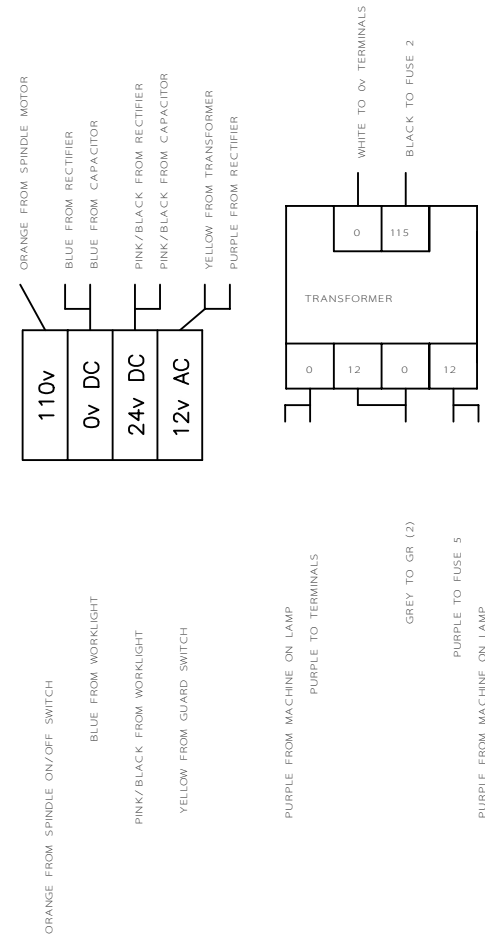 ORANGE FROM SPINDLE MOTOR
BLUE FROM RECTIFIER
BLUE FROM CAPACITOR
PINK/BLACK FROM RECTIFIER
PINK/BLACK FROM CAPACITOR
YELLOW FROM TRANSFORMER
PURPLE FROM RECTIFIER
110v
0v DC
24v DC
12v AC
ORANGE FROM SPINDLE ON/OFF SWITCH
BLUE FROM WORKLIGHT
PINK/BLACK FROM WORKLIGHT
YELLOW FROM GUARD SWITCH
WHITE TO 0v TERMINALS
BLACK TO FUSE 2
0 115
TRANSFORMER
0 12 0 12
PURPLE FROM MACHINE ON LAMP
PURPLE TO TERMINALS
GREY TO GR (2)
PURPLE TO FUSE 5
PURPLE FROM MACHINE ON LAMP